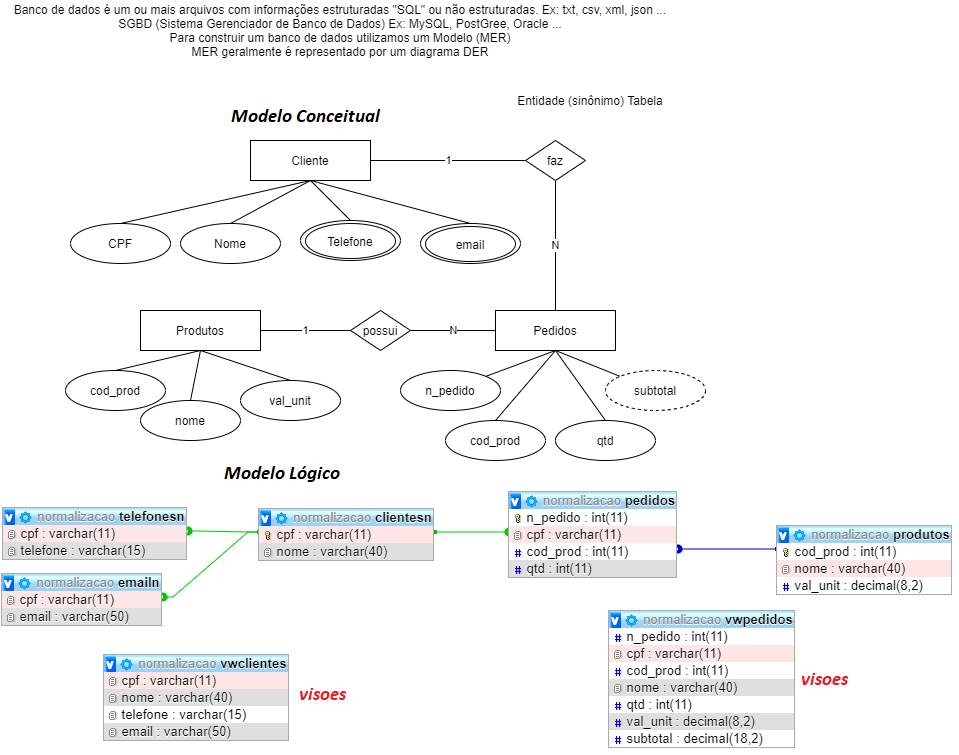 Banco de dados é um ou mais arquivos com informações estruturadas "SQL" ou não estruturadas. Ex: txt, csv, xml, json ...
SGBD (Sistema Gerenciador de Banco de Dados) Ex: MySQL, PostGree, Oracle ...
Para construir um banco de dados utilizamos um Modelo (MER)
MER geralmente é representado por um diagrama DER
Entidade (sinônimo) Tabela
Modelo Conceitual
Cliente
1
faz
CPF
Nome
Telefone
email
N
Produtos
1
possui
N
Pedidos
cod_prod
nome
val_unit
n_pedido
cod_prod
qtd
subtotal
Modelo Lógico
normalizacao telefonesn
cpf : varchar(11)
telefone : varchar(15)
normalizacao emailn
cpf : varchar(11)
email : varchar(50)
normalizacao clientesn
cpf : varchar(11)
nome : varchar(40)
normalizacao pedidos
n_pedido : int(11)
cpf : varchar(11)
cod_prod : int(11)
qtd : int(11)
normalizacao produtos
cod_prod : int(11)
nome : varchar(40)
val_unit : decimal(8,2)
normalizacao vwclientes
cpf : varchar(11)
nome : varchar(40)
telefone : varchar(15)
email : varchar(50)
visoes
normalizacao vwpedidos
n_pedido : int(11)
cpf : varchar(11)
cod_prod : int(11)
nome : varchar(40)
qtd : int(11)
val_unit : decimal(8,2)
subtotal : decimal(18,2)
visoes